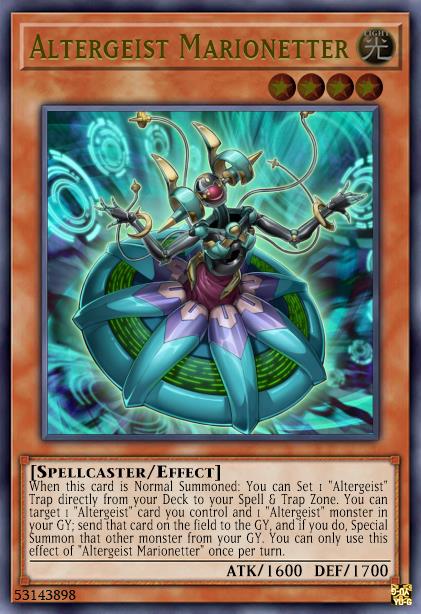 Altergeist Marionetter
LIGHT
光
[Spellcaster/Effect]
When this card is Normal Summoned: You can Set 1 "Altergeist"
Trap directly from your Deck to your Spell & Trap Zone. You can
target 1 "Altergeist" card you control and 1 "Altergeist" monster in
your GY; send that card on the field to the GY, and if you do, Special
Summon that other monster from your GY. You can only use this
effect of "Altergeist Marionetter" once per turn.
ATK/1600 DEF/1700
53143898